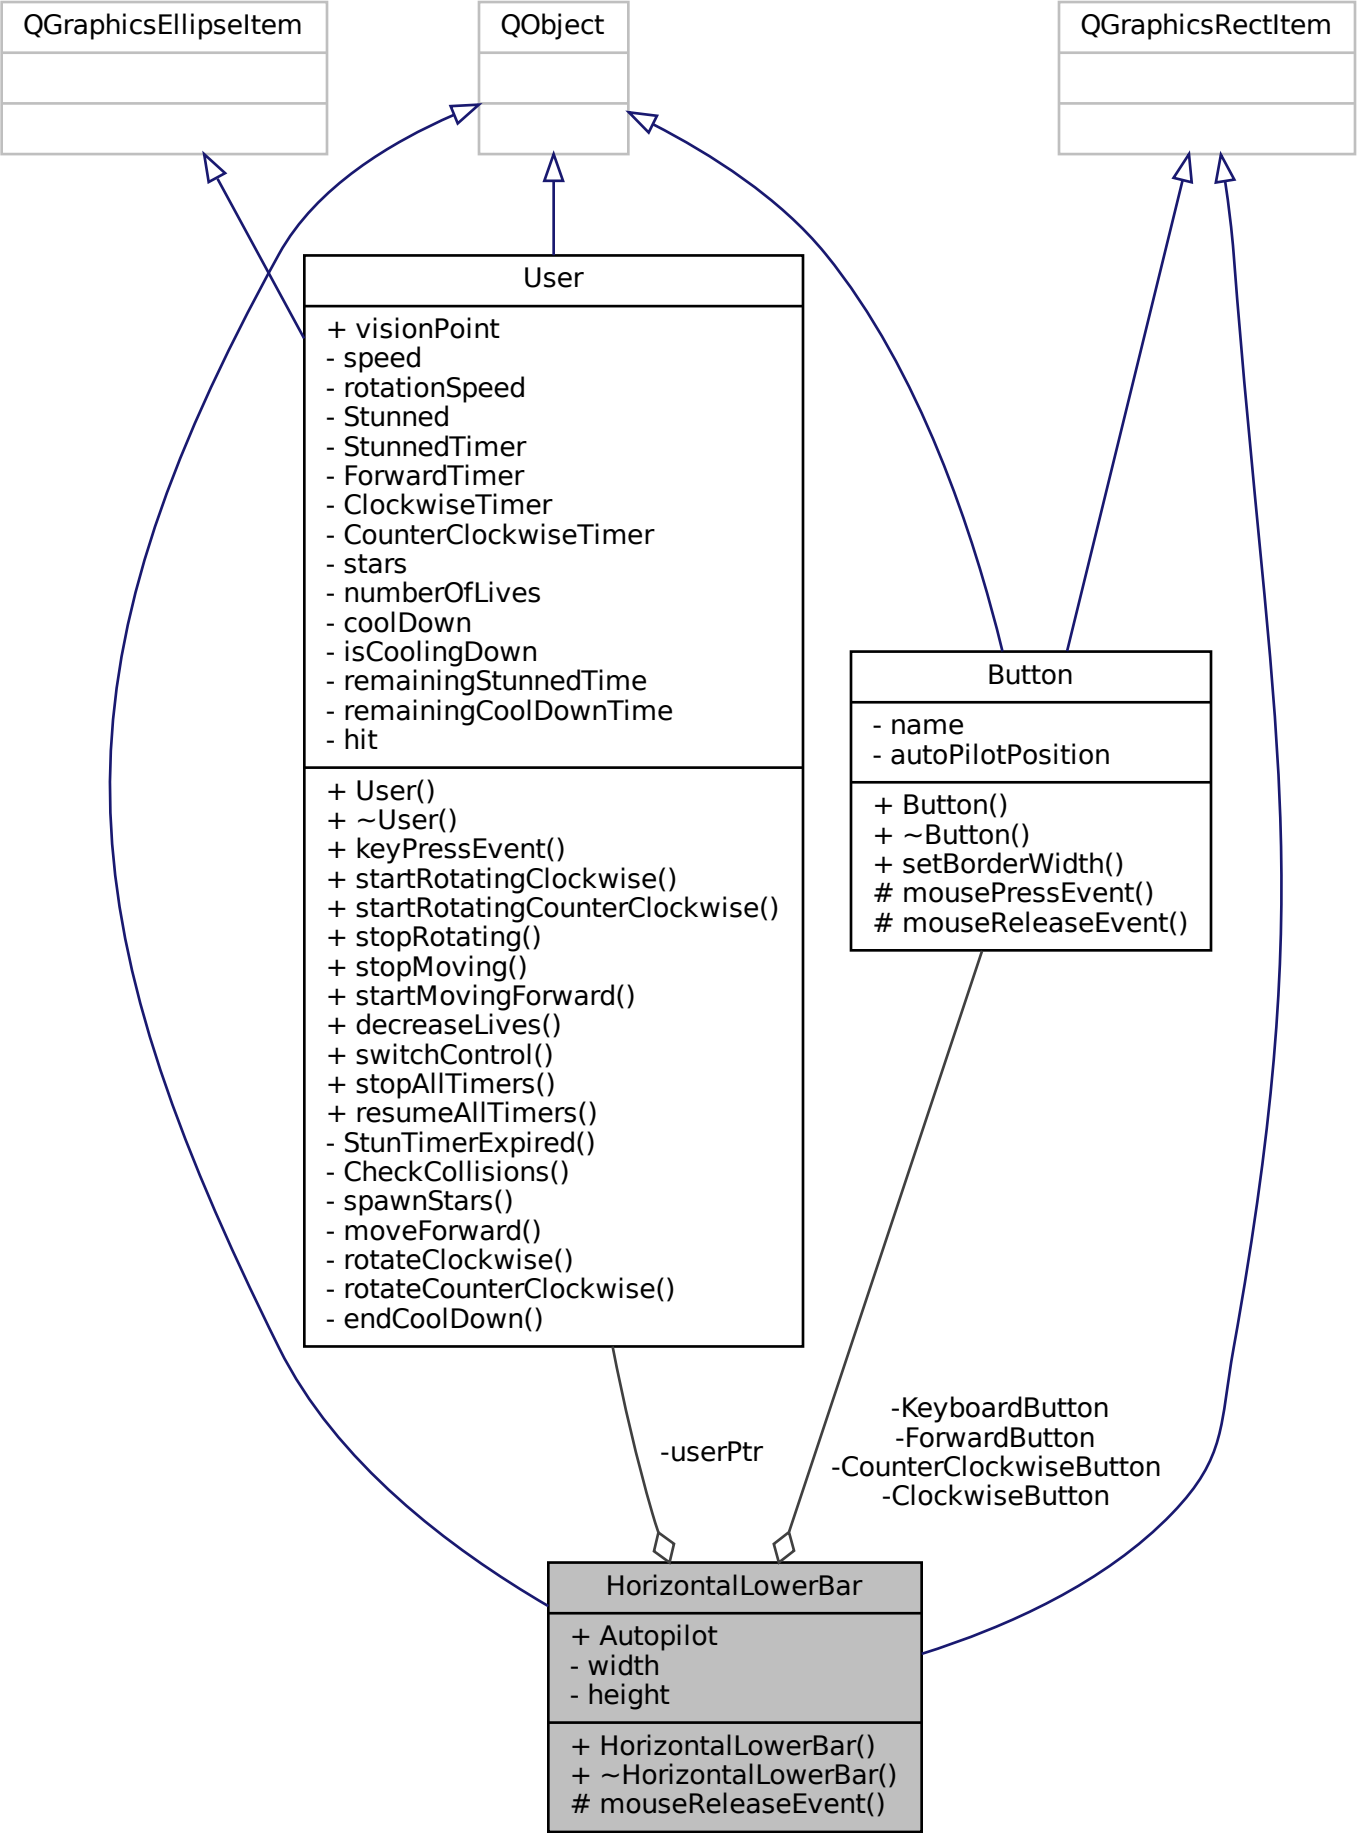 QGraphicsEllipseItem
QObject
QGraphicsRectItem
User
+ visionPoint
- speed
- rotationSpeed
- Stunned
- StunnedTimer
- ForwardTimer
- ClockwiseTimer
- CounterClockwiseTimer
- stars
- numberOfLives
- coolDown
- isCoolingDown
- remainingStunnedTime
- remainingCoolDownTime
- hit
+ User()
+ ~User()
+ keyPressEvent()
+ startRotatingClockwise()
+ startRotatingCounterClockwise()
+ stopRotating()
+ stopMoving()
+ startMovingForward()
+ decreaseLives()
+ switchControl()
+ stopAllTimers()
+ resumeAllTimers()
- StunTimerExpired()
- CheckCollisions()
- spawnStars()
- moveForward()
- rotateClockwise()
- rotateCounterClockwise()
- endCoolDown()
Button
- name
- autoPilotPosition
+ Button()
+ ~Button()
+ setBorderWidth()
# mousePressEvent()
# mouseReleaseEvent()
-userPtr
-KeyboardButton
-ForwardButton
-CounterClockwiseButton
-ClockwiseButton
HorizontalLowerBar
+ Autopilot
- width
- height
+ HorizontalLowerBar()
+ ~HorizontalLowerBar()
# mouseReleaseEvent()